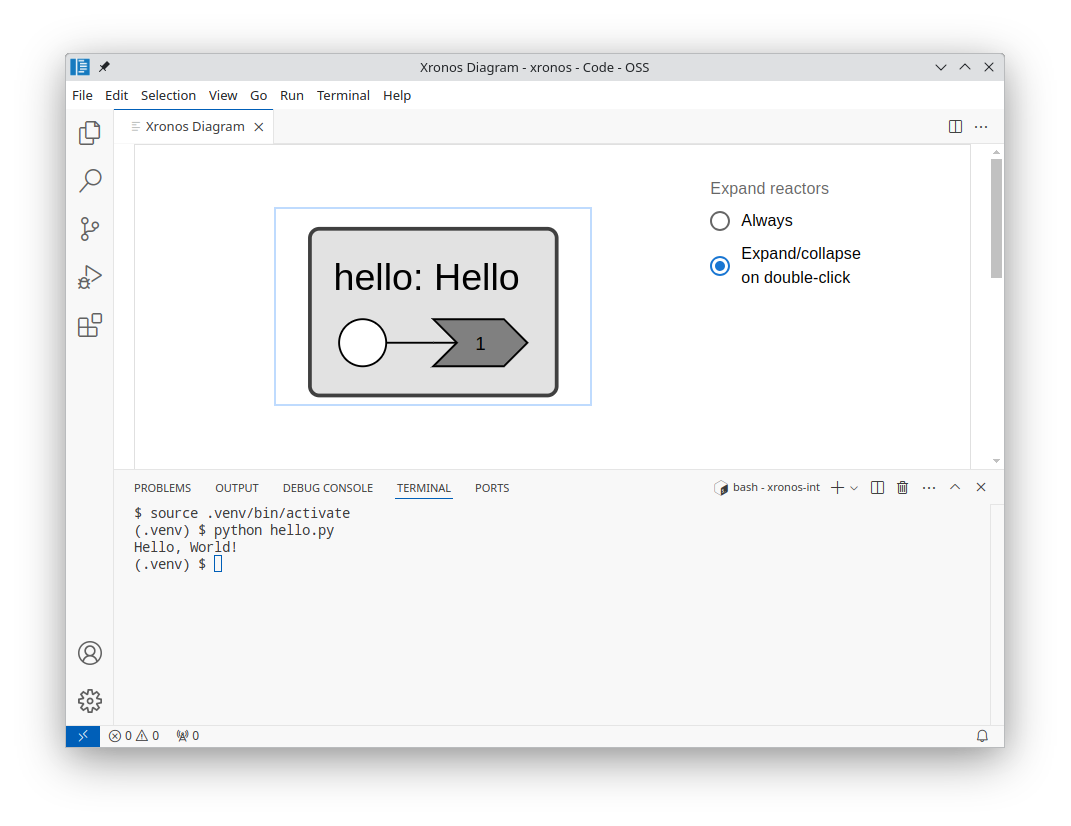 Xronos Diagram - xronos - Code - OSS
File Edit Selection View Go Run Terminal Help
Xronos Diagram
Expand reactors
Always
Expand/collapse
on double-click
hello: Hello
1
PROBLEMS OUTPUT DEBUG CONSOLE TERMINAL PORTS bash - xronos-int
$ source .venv/bin/activate
(.venv) $ python hello.py
Hello, World!
(.venv) $
0 0 0